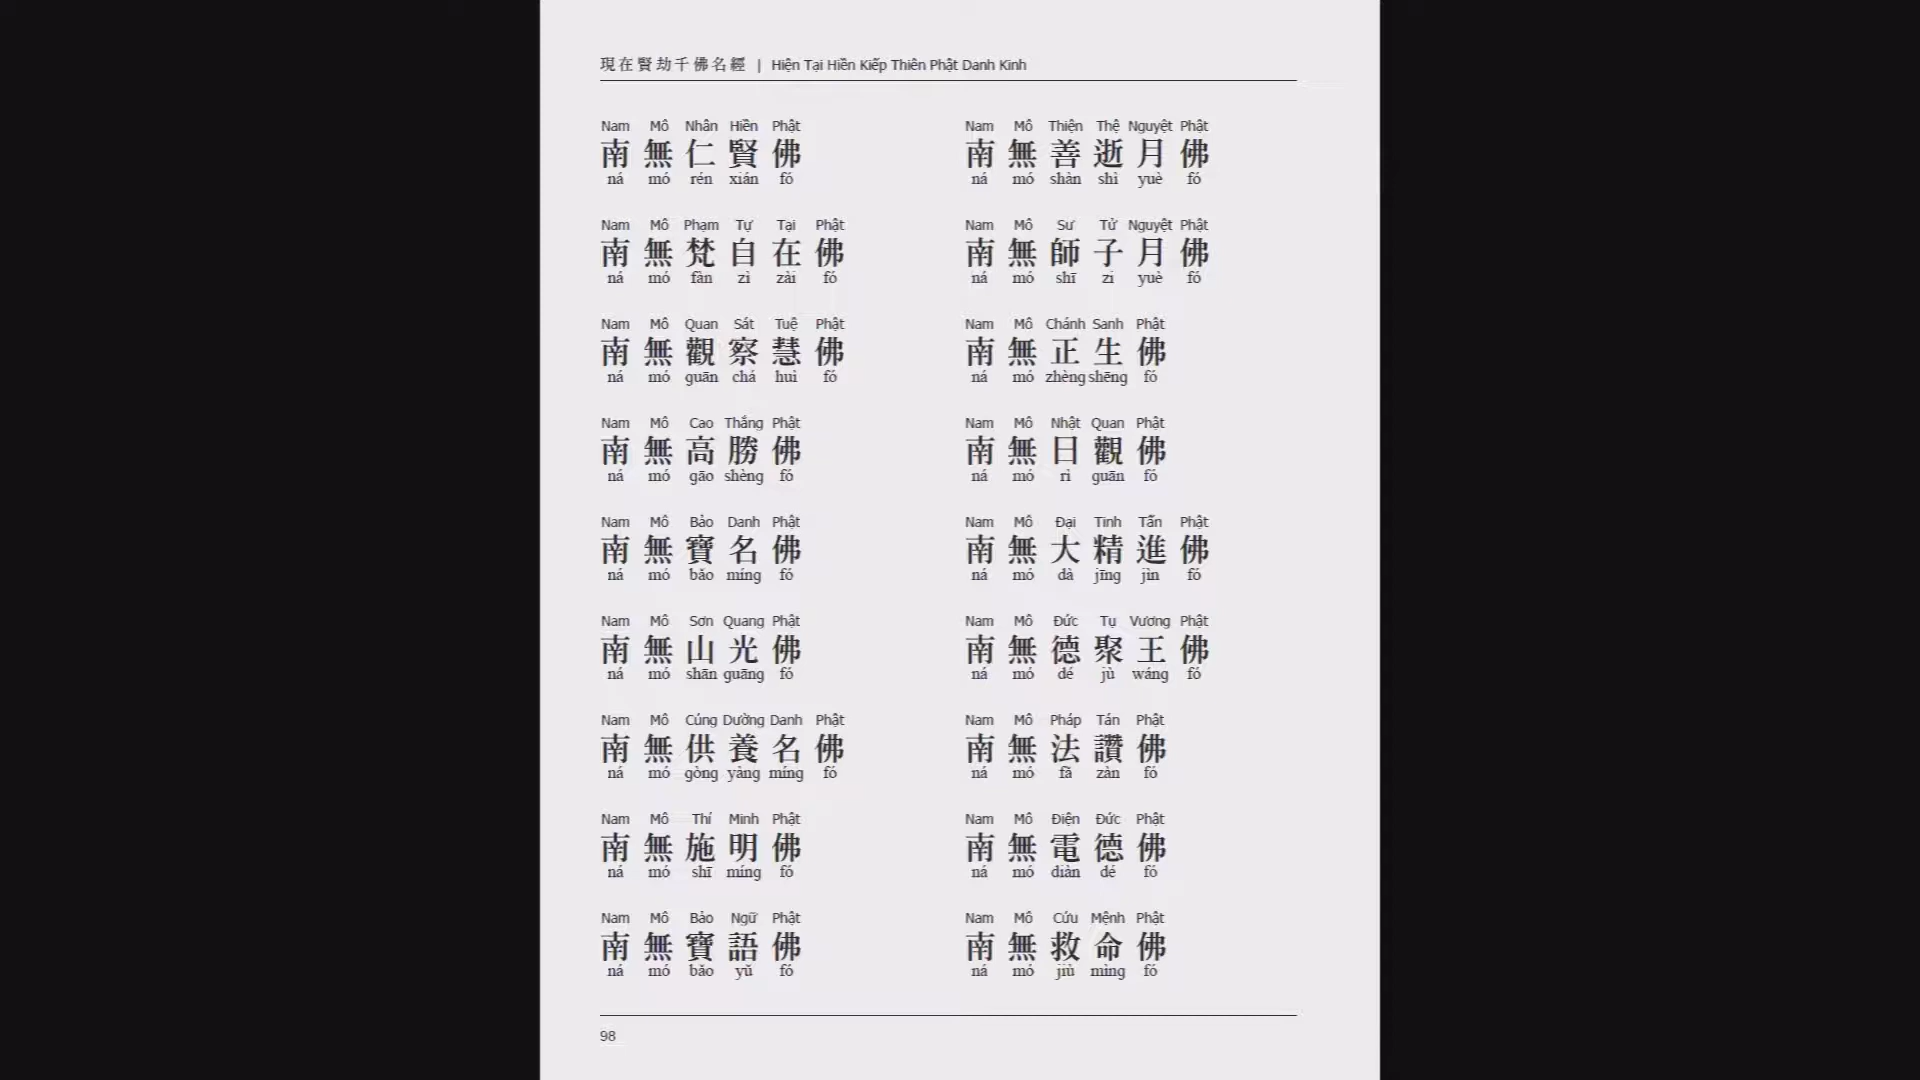 現在賢劫千佛名經 | Hiện Tại Hiền Kiếp Thiên Phật Danh Kinh
Nam Mô Nhân Hiền Phật
南無仁賢佛
ná mó rén xián fó
Nam Mô Phạm Tự Tại Phật
南無梵自在佛
ná mó fàn zì zài fó
Nam Mô Quan Sát Tuệ Phật
南無觀察慧佛
ná mó guān chá huì fó
Nam Mô Cao Thắng Phật
南無高勝佛
ná mó gāo shèng fó
Nam Mô Bảo Danh Phật
南無寶名佛
ná mó bǎo míng fó
Nam Mô Sơn Quang Phật
南無山光佛
ná mó shān guāng fó
Nam Mô Cúng Dường Danh Phật
南無供養名佛
ná mó gòng yàng míng fó
Nam Mô Thí Minh Phật
南無施明佛
ná mó shī míng fó
Nam Mô Bảo Ngữ Phật
南無寶語佛
ná mó bǎo yǔ fó
Nam Mô Thiện Thệ Nguyệt Phật
南無善逝月佛
ná mó shàn shì yuè fó
Nam Mô Sư Tử Nguyệt Phật
南無師子月佛
ná mó shī zi yuè fó
Nam Mô Chánh Sanh Phật
南無正生佛
ná mó zhèng shēng fó
Nam Mô Nhật Quan Phật
南無日觀佛
ná mó rì guān fó
Nam Mô Đại Tinh Tấn Phật
南無大精進佛
ná mó dà jīng jìn fó
Nam Mô Đức Tụ Vương Phật
南無德聚王佛
ná mó dé jù wáng fó
Nam Mô Pháp Tán Phật
南無法讚佛
ná mó fǎ zàn fó
Nam Mô Điện Đức Phật
南無電德佛
ná mó diàn dé fó
Nam Mô Cứu Mệnh Phật
南無救命佛
ná mó jiù mìng fó
98